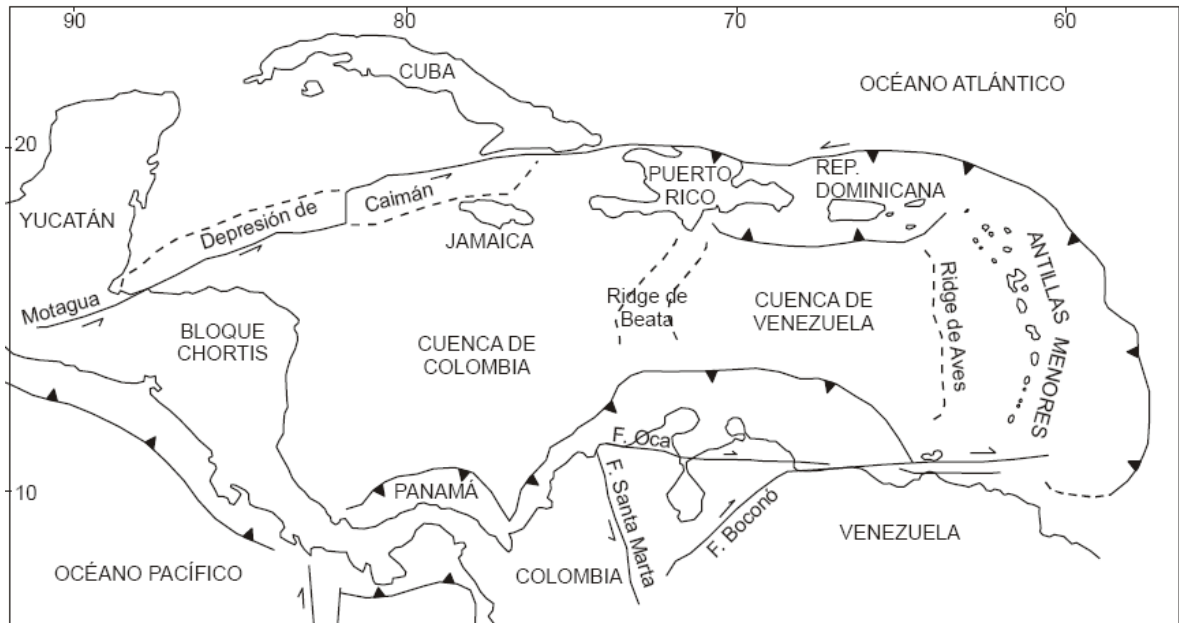 90
80
70
60
CUBA
OCÉANO ATLÁNTICO
20
PUERTO
RICO
REP.
DOMINICANA
YUCATÁN
Depresión de
Caimán
JAMAICA
ANTILLAS MENORES
Motagua
BLOQUE
CHORTIS
CUENCA DE
COLOMBIA
Ridge de
Beata
CUENCA DE
VENEZUELA
Ridge de Aves
F. Oca
10
PANAMÁ
F. Santa Marta
F. Boconó
VENEZUELA
OCÉANO PACÍFICO
COLOMBIA